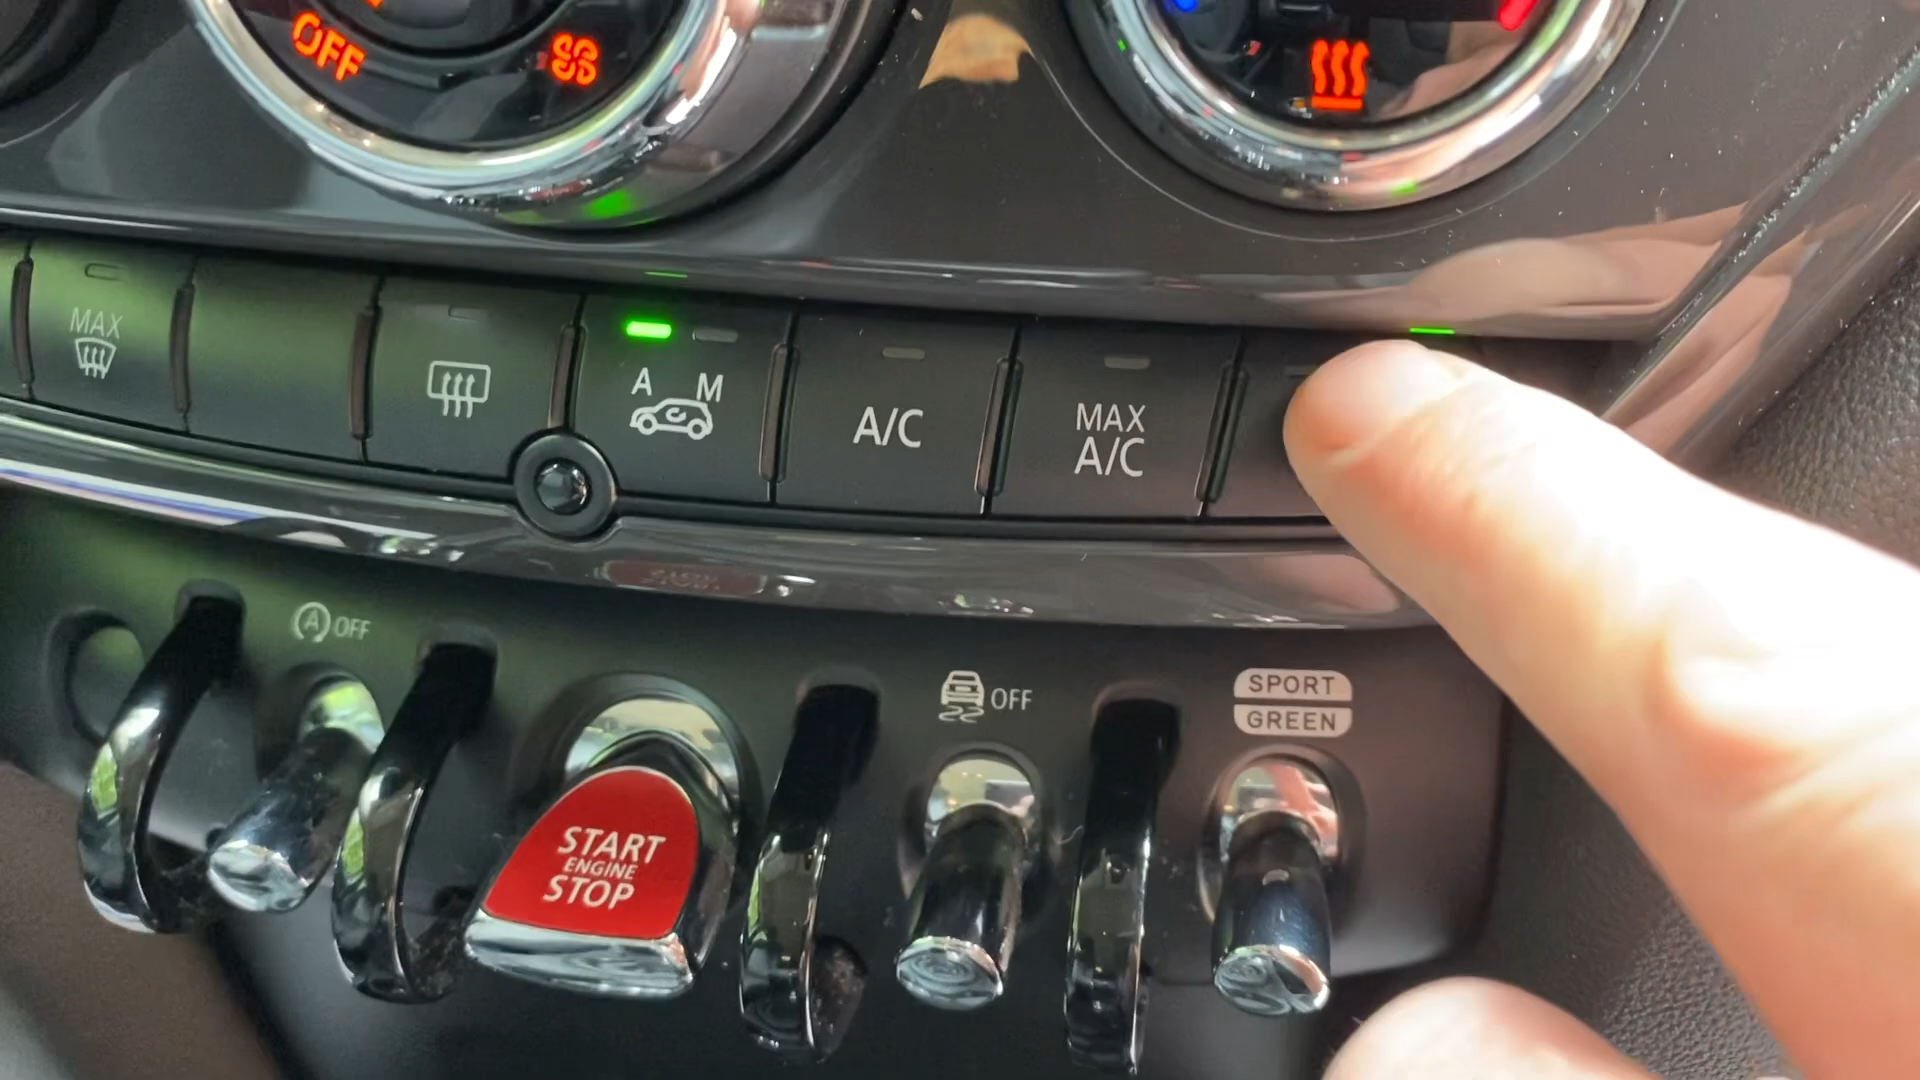 OFF
MAX
A M
A/C
MAX
A/C
A OFF
OFF
SPORT
GREEN
START
ENGINE
STOP